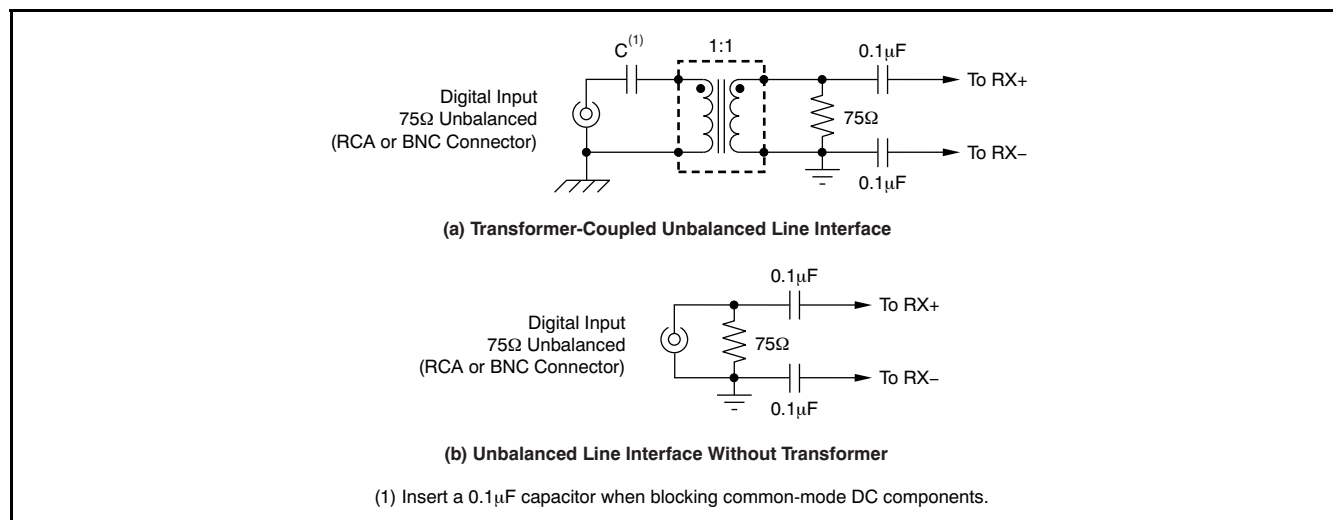 C(1)
1:1
0.1µF
To RX+
Digital Input
75Ω Unbalanced
(RCA or BNC Connector)
75Ω
To RX–
0.1µF
(a) Transformer-Coupled Unbalanced Line Interface
0.1µF
To RX+
Digital Input
75Ω Unbalanced
(RCA or BNC Connector)
75Ω
To RX–
0.1µF
(b) Unbalanced Line Interface Without Transformer
(1) Insert a 0.1µF capacitor when blocking common-mode DC components.